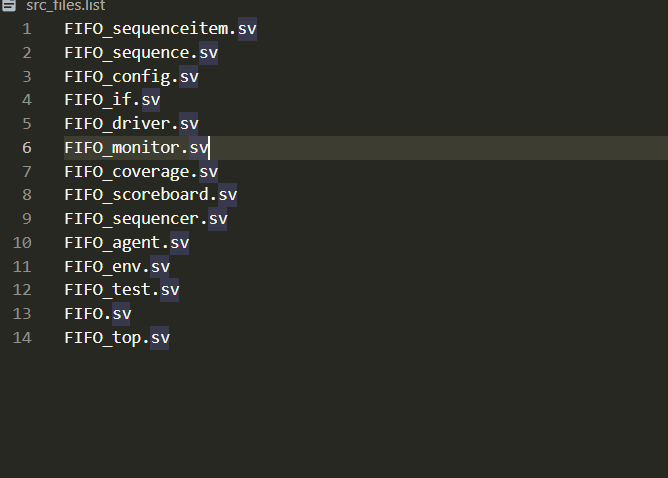 src_files.list
1 FIFO_sequenceitem.sv
2 FIFO_sequence.sv
3 FIFO_config.sv
4 FIFO_if.sv
5 FIFO_driver.sv
6 FIFO_monitor.sv
7 FIFO_coverage.sv
8 FIFO_scoreboard.sv
9 FIFO_sequencer.sv
10 FIFO_agent.sv
11 FIFO_env.sv
12 FIFO_test.sv
13 FIFO.sv
14 FIFO_top.sv